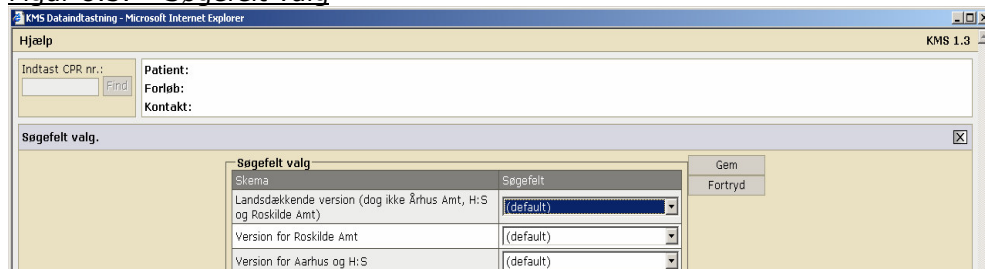 KMS Dataindtastning - Microsoft Internet Explorer
Hjælp
KMS 1.3
Indtast CPR nr.:
Find
Patient:
Forløb:
Kontakt:
Søgefelt valg.
Søgefelt valg
Gem
Fortryd
Skema Søgefelt
Landsdækkende version (dog ikke Århus Amt, H:S
og Roskilde Amt)
(default)
Version for Roskilde Amt (default)
Version for Aarhus og H:S (default)